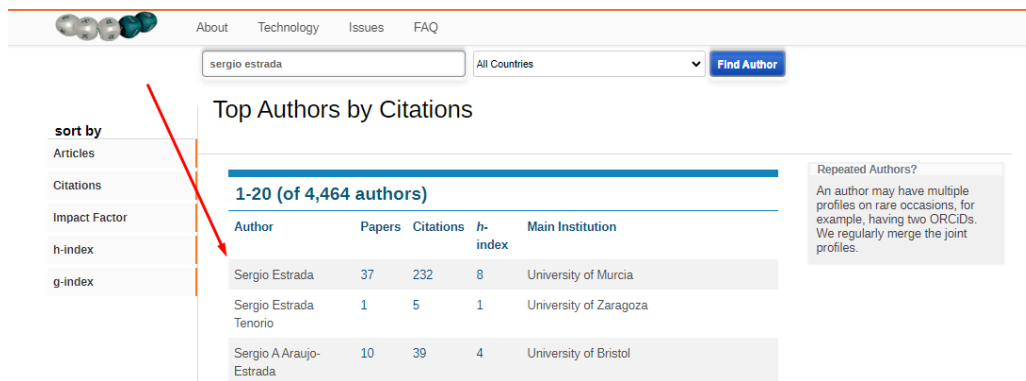 About Technology Issues FAQ
sergio estrada All Countries Find Author
Top Authors by Citations
sort by
Articles
Citations
Impact Factor
h-index
g-index
1-20 (of 4,464 authors)
Author Papers Citations h-index Main Institution
Sergio Estrada 37 232 8 University of Murcia
Sergio Estrada Tenorio 1 5 1 University of Zaragoza
Sergio A Araujo-Estrada 10 39 4 University of Bristol
Repeated Authors?
An author may have multiple
profiles on rare occasions, for
example, having two ORCiDs.
We regularly merge the joint
profiles.